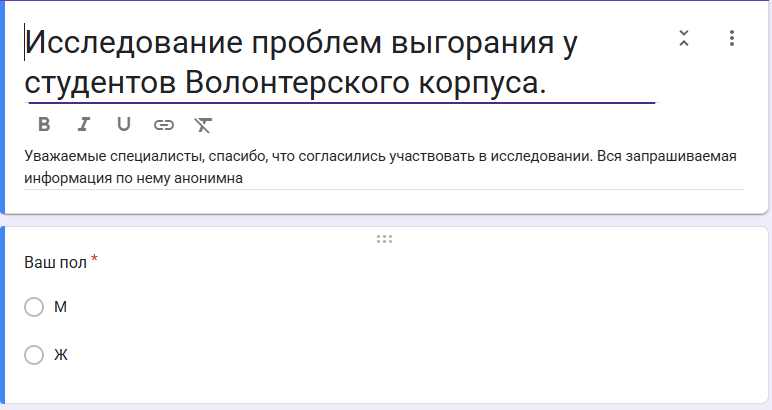 Исследование проблем выгорания у
студентов Волонтерского корпуса.
B I U
Уважаемые специалисты, спасибо, что согласились участвовать в исследовании. Вся запрашиваемая
информация по нему анонимна
Ваш пол *
М
Ж